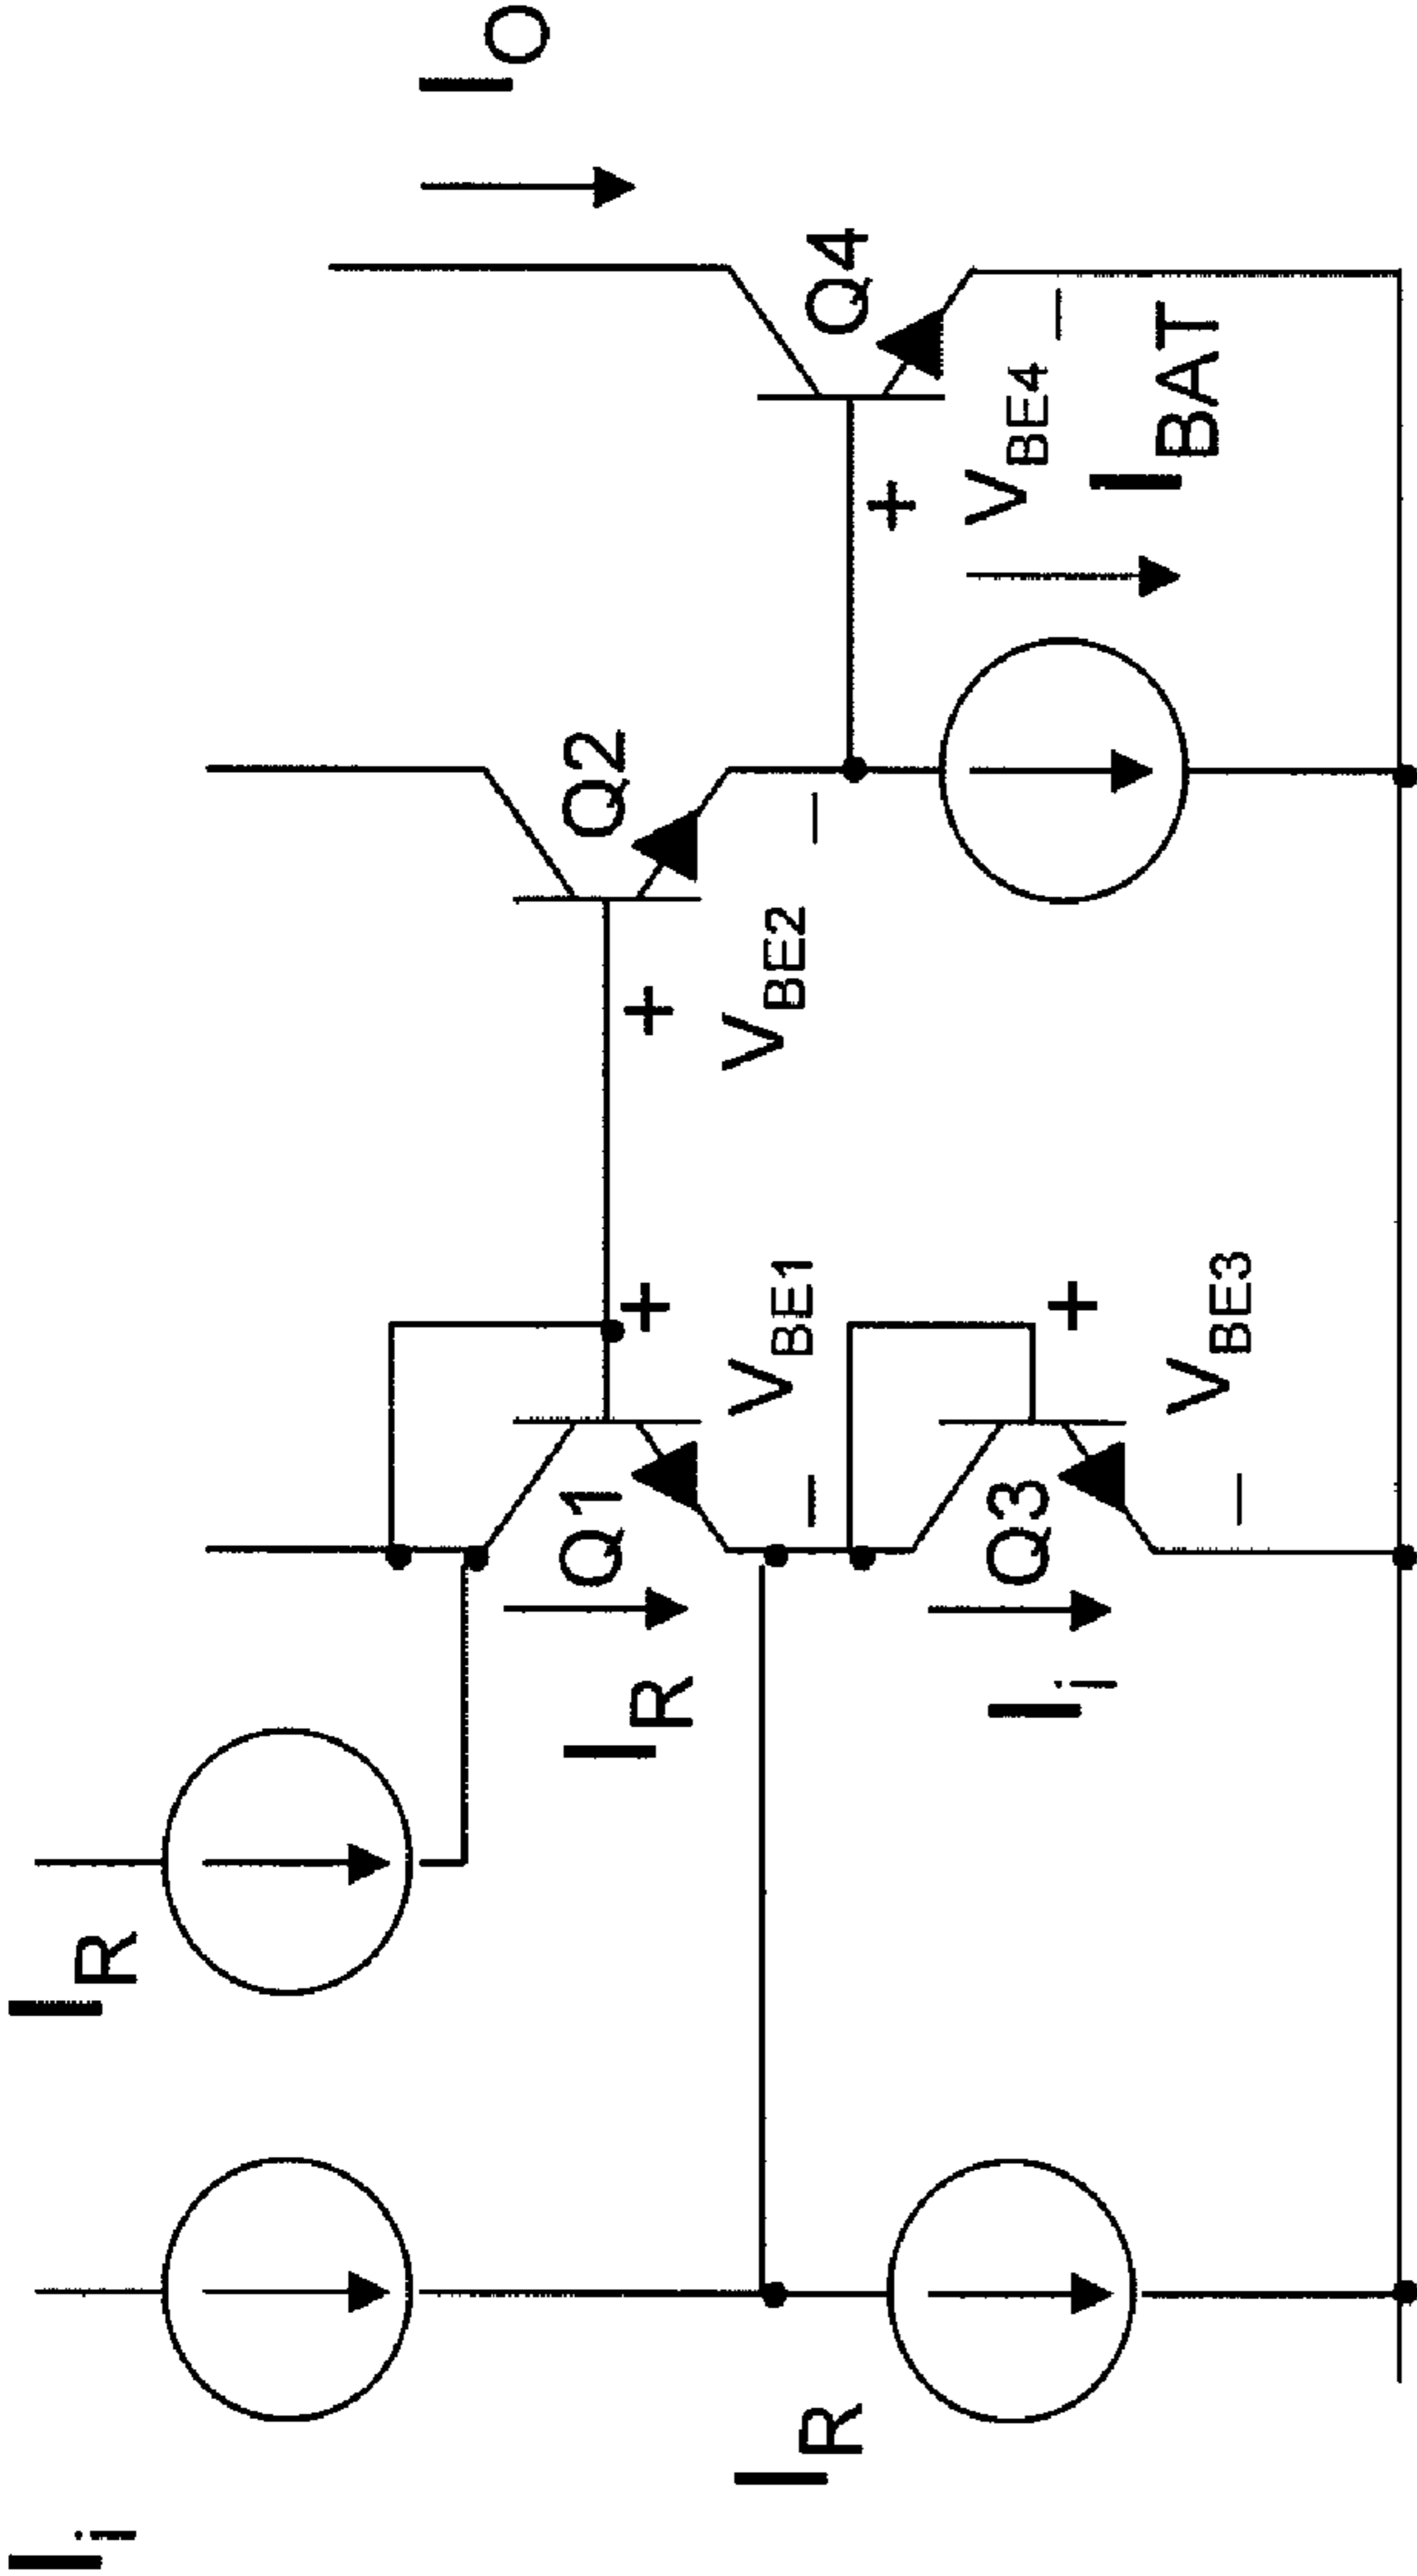 I_i
I_R
I_O
I_R
Q1
Q2
Q4
I_R
V_BE1
+
−
V_BE2
+
−
V_BE4
+
−
Q3
I_i
V_BE3
+
−
I_BAT